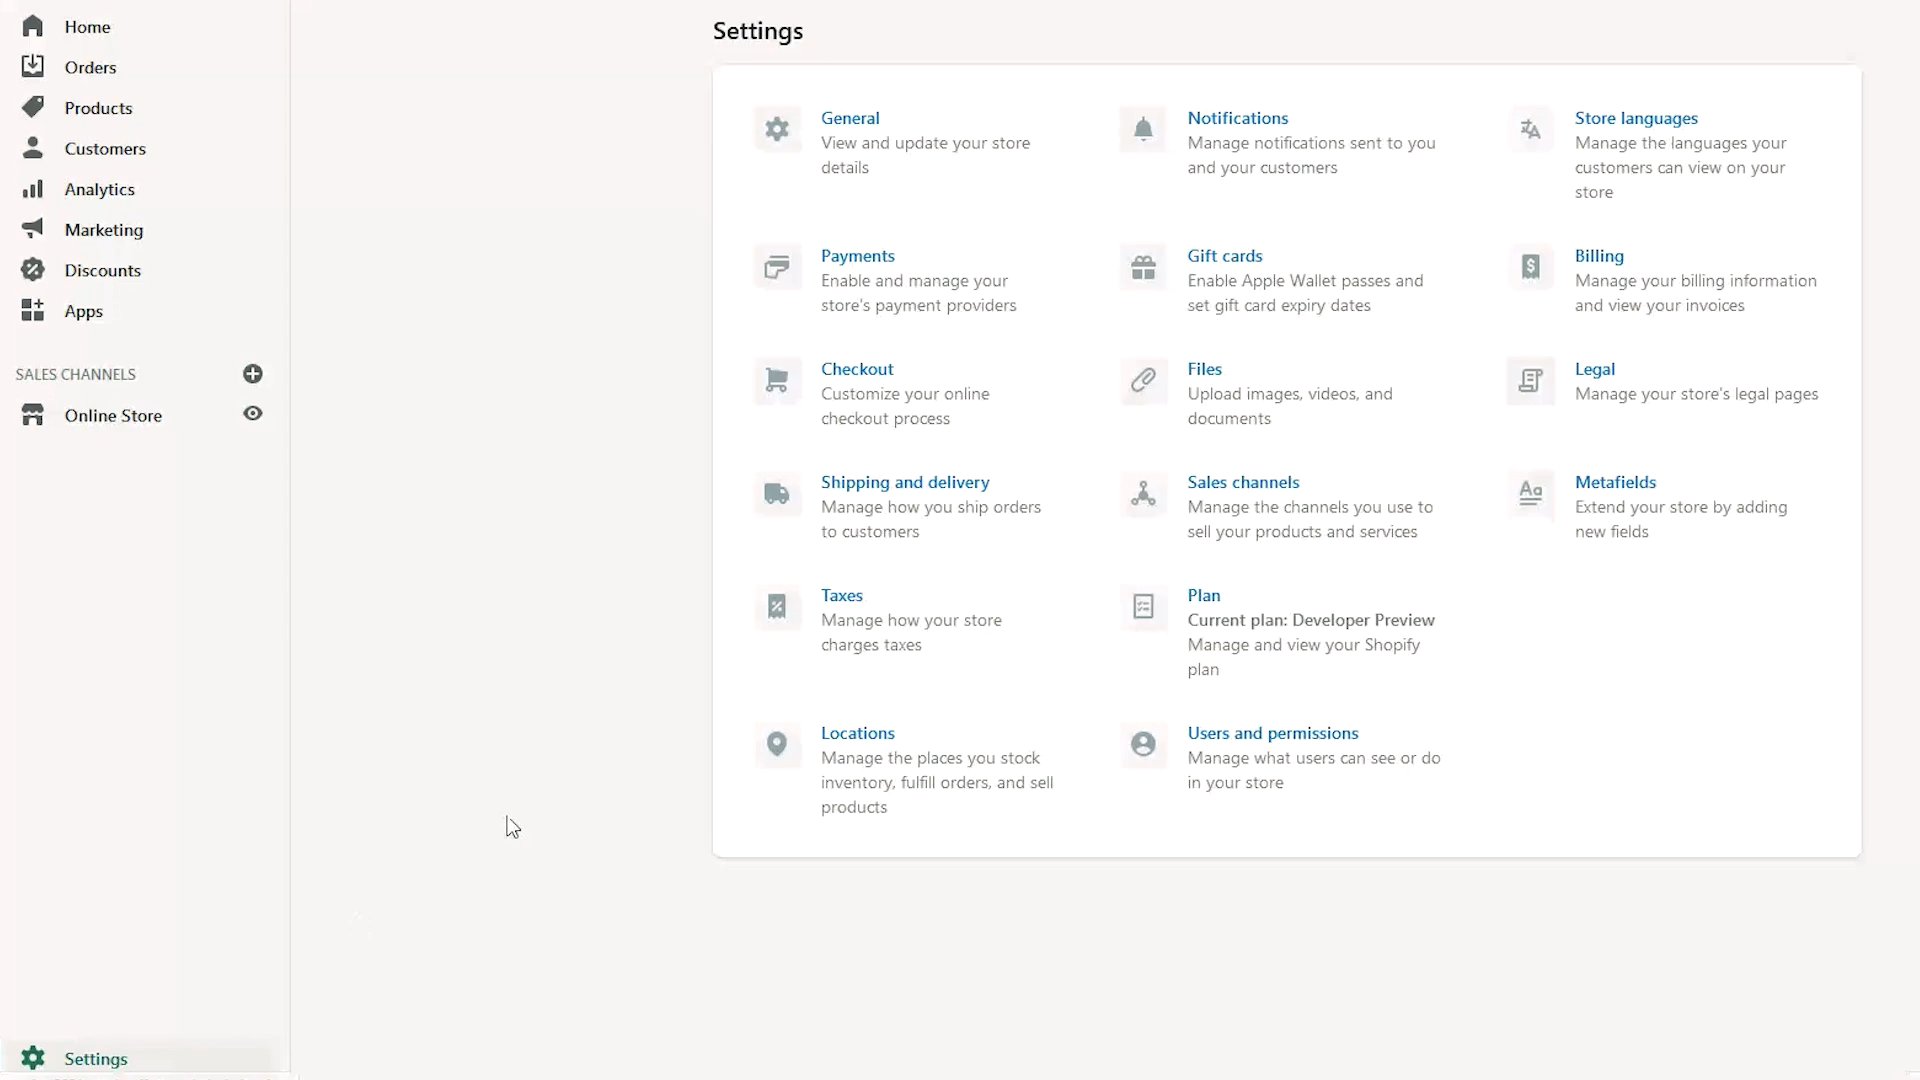 Home
Orders
Products
Customers
Analytics
Marketing
Discounts
Apps
SALES CHANNELS
Online Store
Settings
Settings
General
View and update your store
details
Notifications
Manage notifications sent to you
and your customers
Store languages
Manage the languages your
customers can view on your
store
Payments
Enable and manage your
store's payment providers
Gift cards
Enable Apple Wallet passes and
set gift card expiry dates
Billing
Manage your billing information
and view your invoices
Checkout
Customize your online
checkout process
Files
Upload images, videos, and
documents
Legal
Manage your store's legal pages
Shipping and delivery
Manage how you ship orders
to customers
Sales channels
Manage the channels you use to
sell your products and services
Metafields
Extend your store by adding
new fields
Taxes
Manage how your store
charges taxes
Plan
Current plan: Developer Preview
Manage and view your Shopify
plan
Locations
Manage the places you stock
inventory, fulfill orders, and sell
products
Users and permissions
Manage what users can see or do
in your store